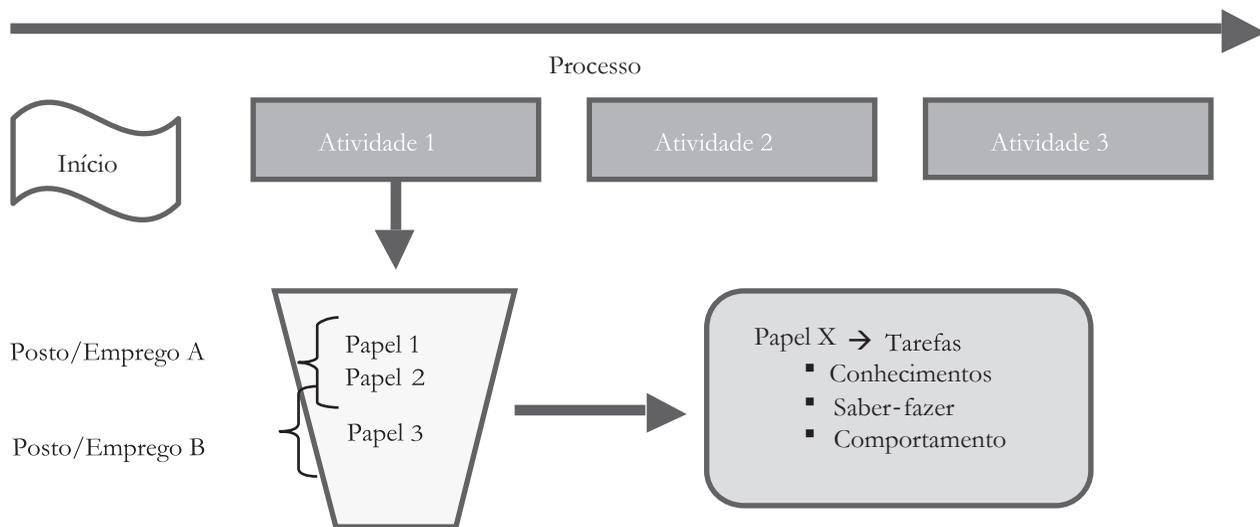 Processo
Início
Atividade 1
Atividade 2
Atividade 3
Posto/Emprego A
Posto/Emprego B
Papel 1
Papel 2
Papel 3
Papel X → Tarefas
▪ Conhecimentos
▪ Saber-fazer
▪ Comportamento